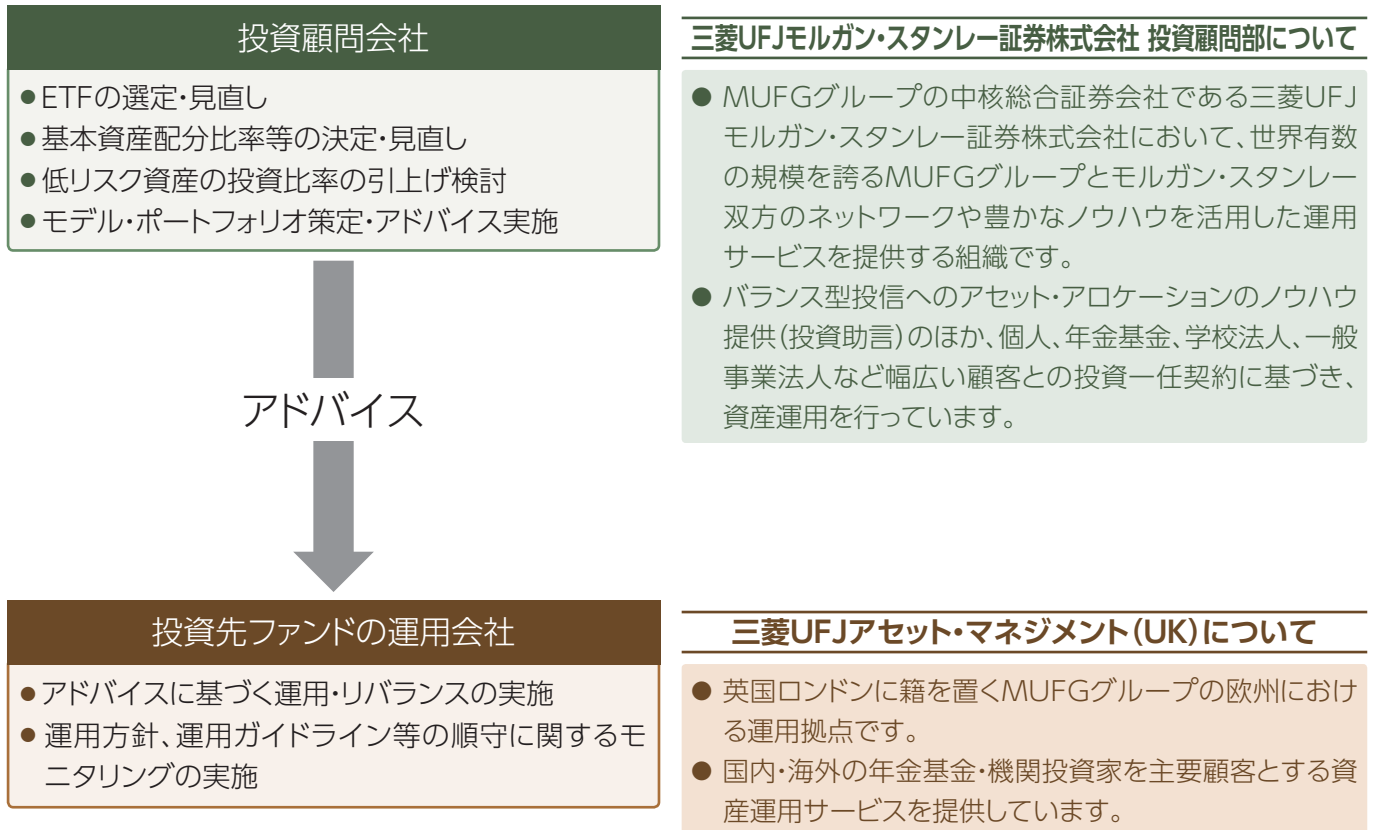 投資顧問会社
●ETFの選定・見直し
●基本資産配分比率等の決定・見直し
●低リスク資産の投資比率の引上げ検討
●モデル・ポートフォリオ策定・アドバイス実施
三菱UFJモルガン・スタンレー証券株式会社 投資顧問部について
● MUFGグループの中核総合証券会社である三菱UFJ
モルガン・スタンレー証券株式会社において、世界有数
の規模を誇るMUFGグループとモルガン・スタンレー
双方のネットワークや豊かなノウハウを活用した運用
サービスを提供する組織です。
● バランス型投信へのアセット・アロケーションのノウハウ
提供(投資助言)のほか、個人、年金基金、学校法人、一般
事業法人など幅広い顧客との投資一任契約に基づき、
資産運用を行っています。
アドバイス
投資先ファンドの運用会社
●アドバイスに基づく運用・リバランスの実施
● 運用方針、運用ガイドライン等の順守に関するモ
ニタリングの実施
三菱UFJアセット・マネジメント(UK)について
● 英国ロンドンに籍を置くMUFGグループの欧州におけ
る運用拠点です。
● 国内・海外の年金基金・機関投資家を主要顧客とする資
産運用サービスを提供しています。